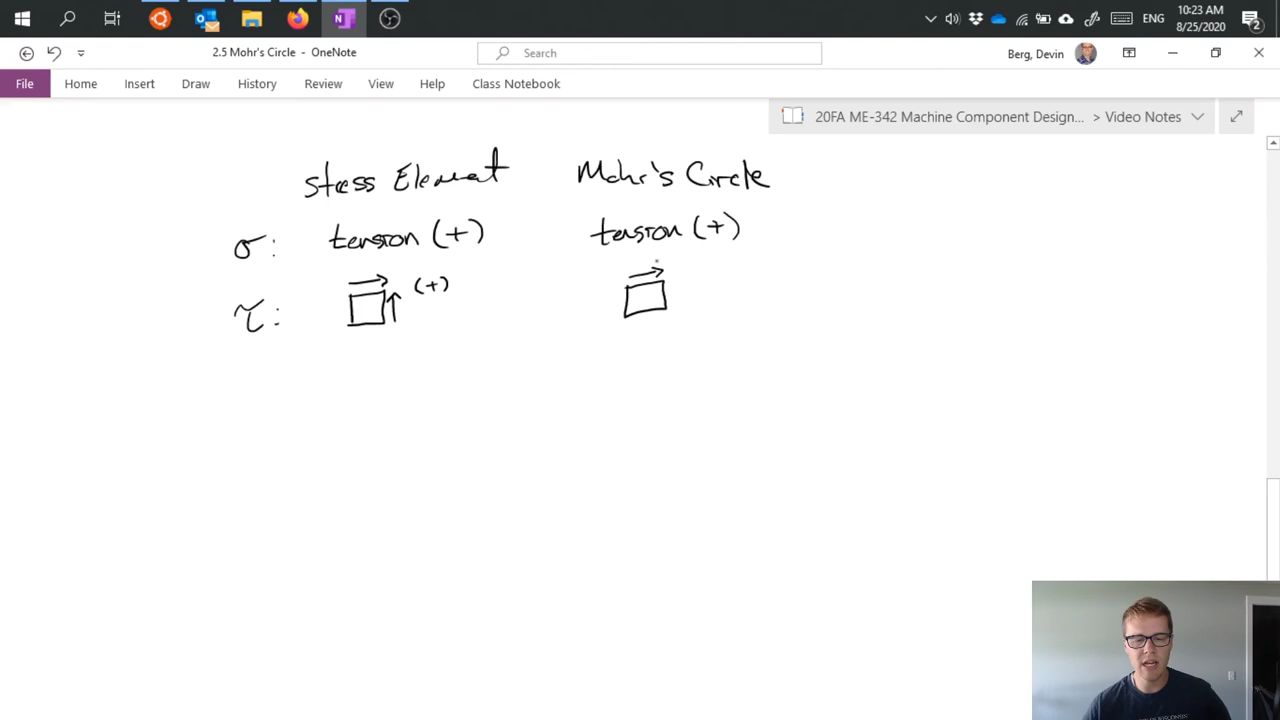 10:23 AM
ENG
8/25/2020
2
2.5 Mohr's Circle - OneNote
Search
Berg, Devin
File
Home
Insert
Draw
History
Review
View
Help
Class Notebook
20FA ME-342 Machine Component Design... > Video Notes
Stress Element Mohr's Circle
σ: tension (+) tension (+)
τ: (+)